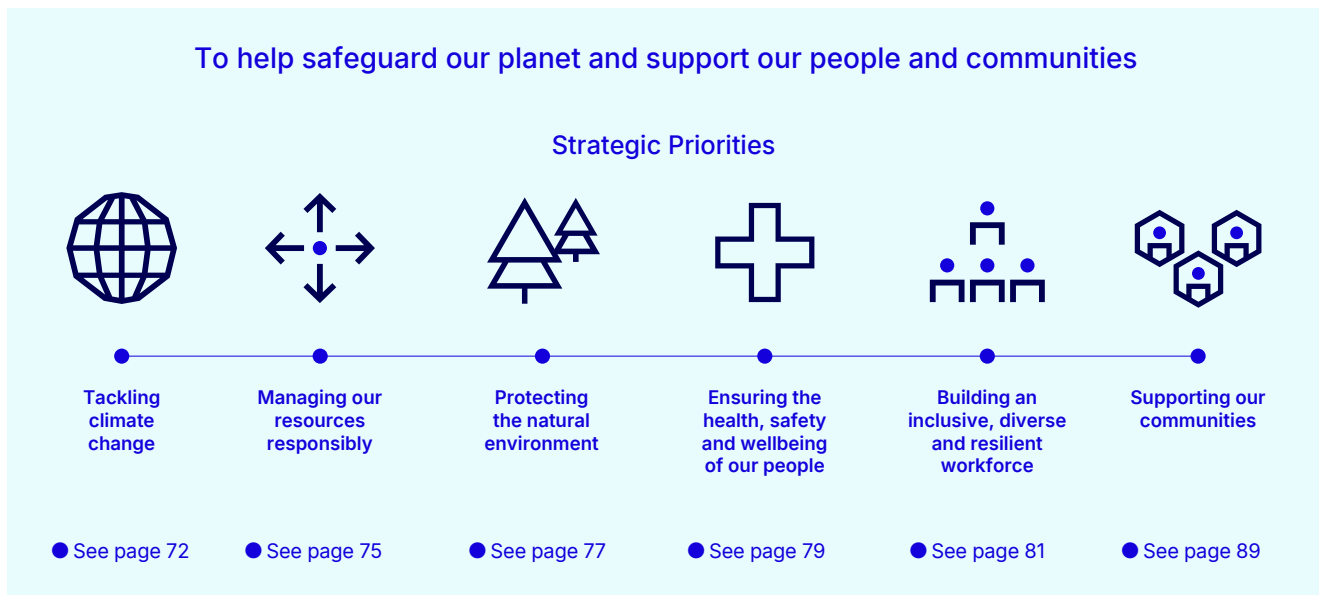 To help safeguard our planet and support our people and communities
Strategic Priorities
Tackling
climate
change
Managing our
resources
responsibly
Protecting
the natural
environment
Ensuring the
health, safety
and wellbeing
of our people
Building an
inclusive, diverse
and resilient
workforce
Supporting our
communities
See page 72
See page 75
See page 77
See page 79
See page 81
See page 89